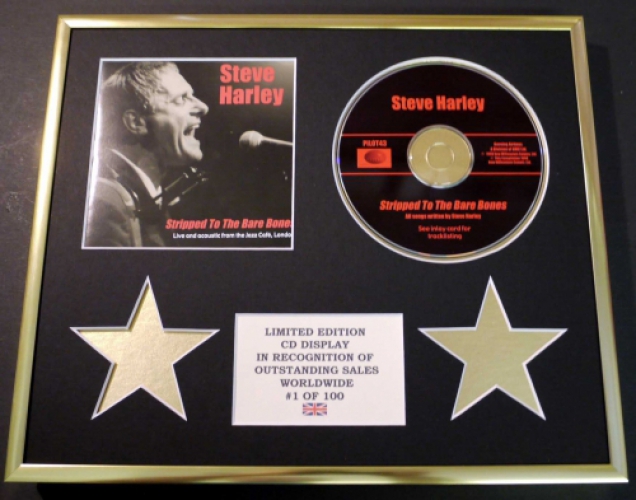 Steve
Harley
Stripped To The Bare Bones
Live and acoustic from the Jazz Café, London
Steve Harley
PILOT43
Stripped To The Bare Bones
All songs written by Steve Harley
See inlay card for
tracklisting
LIMITED EDITION
CD DISPLAY
IN RECOGNITION OF
OUTSTANDING SALES
WORLDWIDE
#1 OF 100